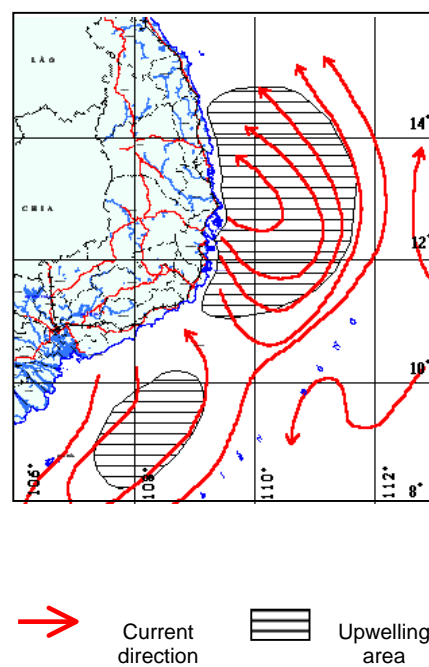 LÀO
14°
CHIA
12°
10°
106°
108°
110°
112°
8°
Current
direction
Upwelling
area